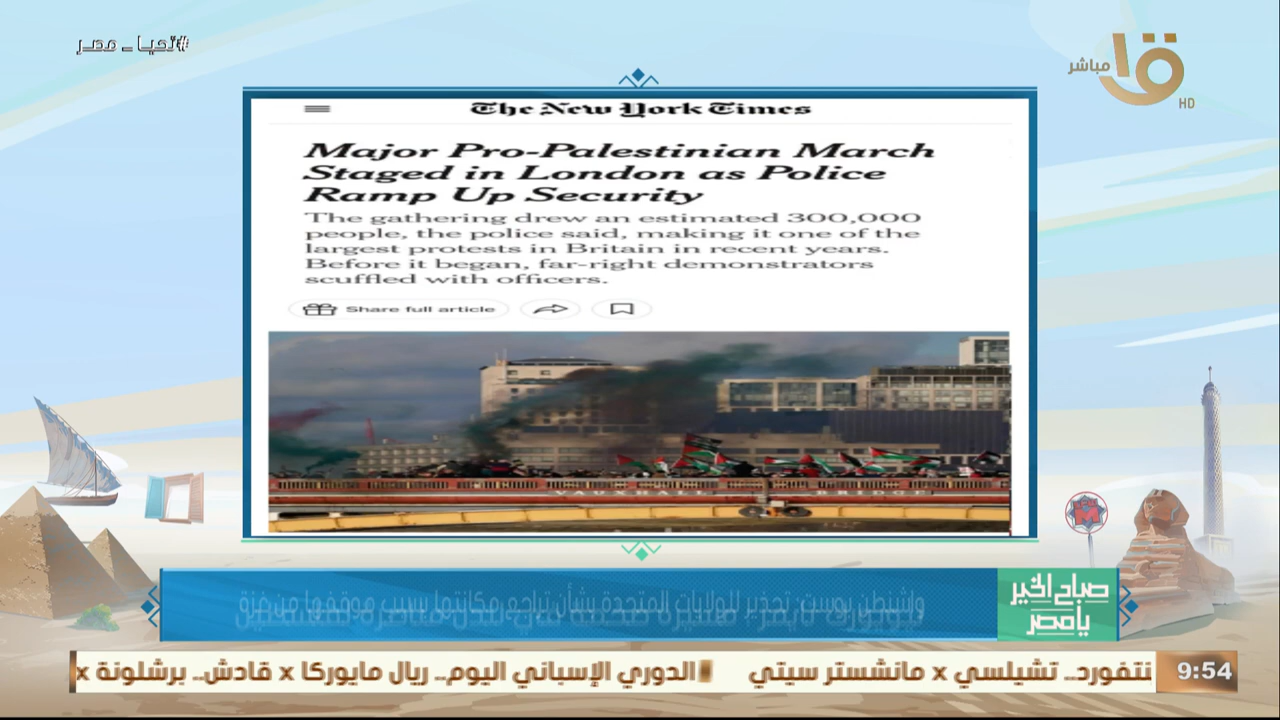 #تحيا_مصر
مباشر
HD
The New York Times
Major Pro-Palestinian March
Staged in London as Police
Ramp Up Security
The gathering drew an estimated 300,000
people, the police said, making it one of the
largest protests in Britain in recent years.
Before it began, far-right demonstrators
scuffled with officers.
Share full article
VAUXHALL BRIDGE
M
صباح الخير
يا مصر
نتفورد.. تشيلسي x مانشستر سيتي الدوري الإسباني اليوم.. ريال مايوركا x قادش.. برشلونة x
9:54